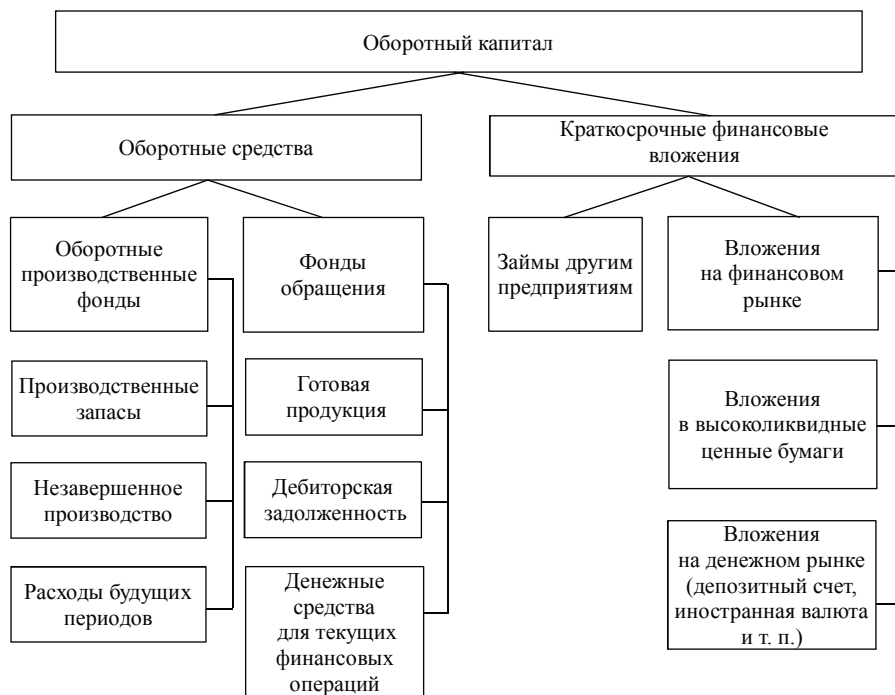 Оборотный капитал
Оборотные средства
Краткосрочные финансовые
вложения
Оборотные
производственные
фонды
Фонды
обращения
Займы другим
предприятиям
Вложения
на финансовом
рынке
Производственные
запасы
Готовая
продукция
Вложения
в высоколиквидные
ценные бумаги
Незавершенное
производство
Дебиторская
задолженность
Вложения
на денежном рынке
(депозитный счет,
иностранная валюта
и т. п.)
Расходы будущих
периодов
Денежные
средства
для текущих
финансовых
операций